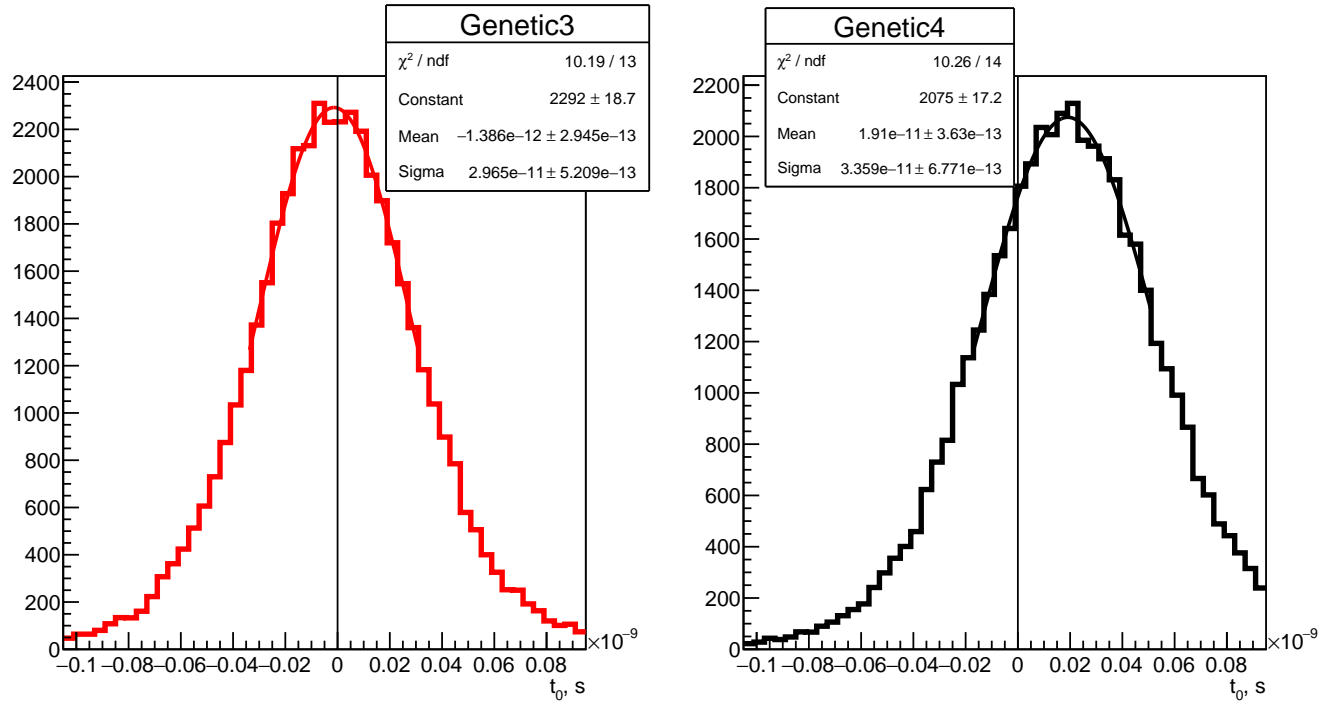 Genetic3
χ² / ndf 10.19 / 13
Constant 2292 ± 18.7
Mean −1.386e−12 ± 2.945e−13
Sigma 2.965e−11 ± 5.209e−13
2400
2200
2000
1800
1600
1400
1200
1000
800
600
400
200
0
−0.1 −0.08 −0.06 −0.04 −0.02 0 0.02 0.04 0.06 0.08
×10⁻⁹
t₀, s
Genetic4
χ² / ndf 10.26 / 14
Constant 2075 ± 17.2
Mean 1.91e−11 ± 3.63e−13
Sigma 3.359e−11 ± 6.771e−13
2200
2000
1800
1600
1400
1200
1000
800
600
400
200
0
−0.1 −0.08 −0.06 −0.04 −0.02 0 0.02 0.04 0.06 0.08
×10⁻⁹
t₀, s